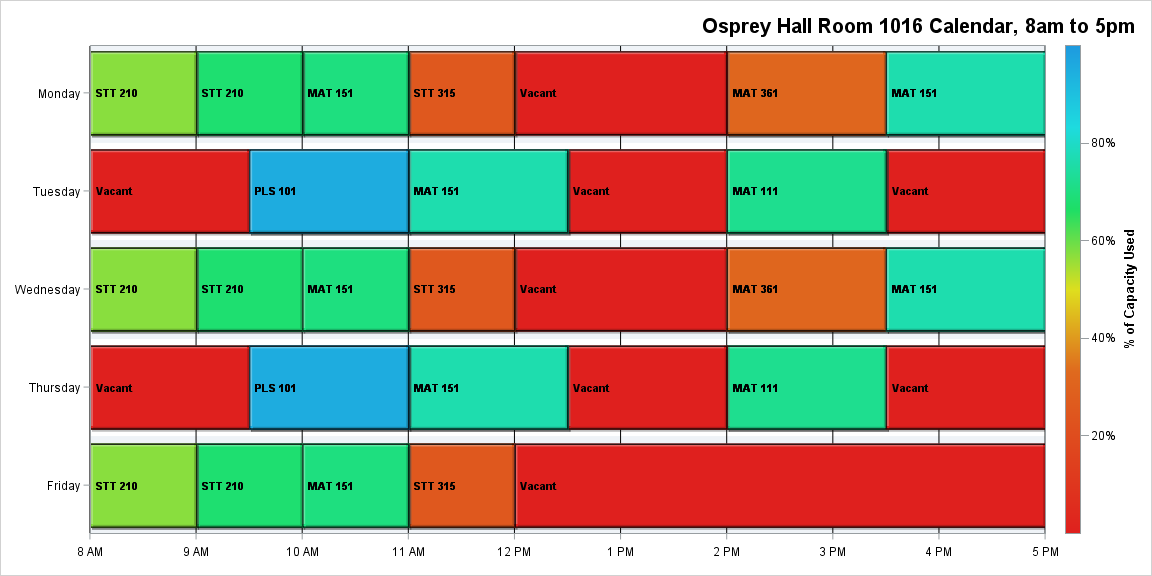 Osprey Hall Room 1016 Calendar, 8am to 5pm
Monday STT 210 STT 210 MAT 151 STT 315 Vacant MAT 361 MAT 151
Tuesday Vacant PLS 101 MAT 151 Vacant MAT 111 Vacant
Wednesday STT 210 STT 210 MAT 151 STT 315 Vacant MAT 361 MAT 151
Thursday Vacant PLS 101 MAT 151 Vacant MAT 111 Vacant
Friday STT 210 STT 210 MAT 151 STT 315 Vacant
8 AM 9 AM 10 AM 11 AM 12 PM 1 PM 2 PM 3 PM 4 PM 5 PM
80%
60%
40%
20%
% of Capacity Used